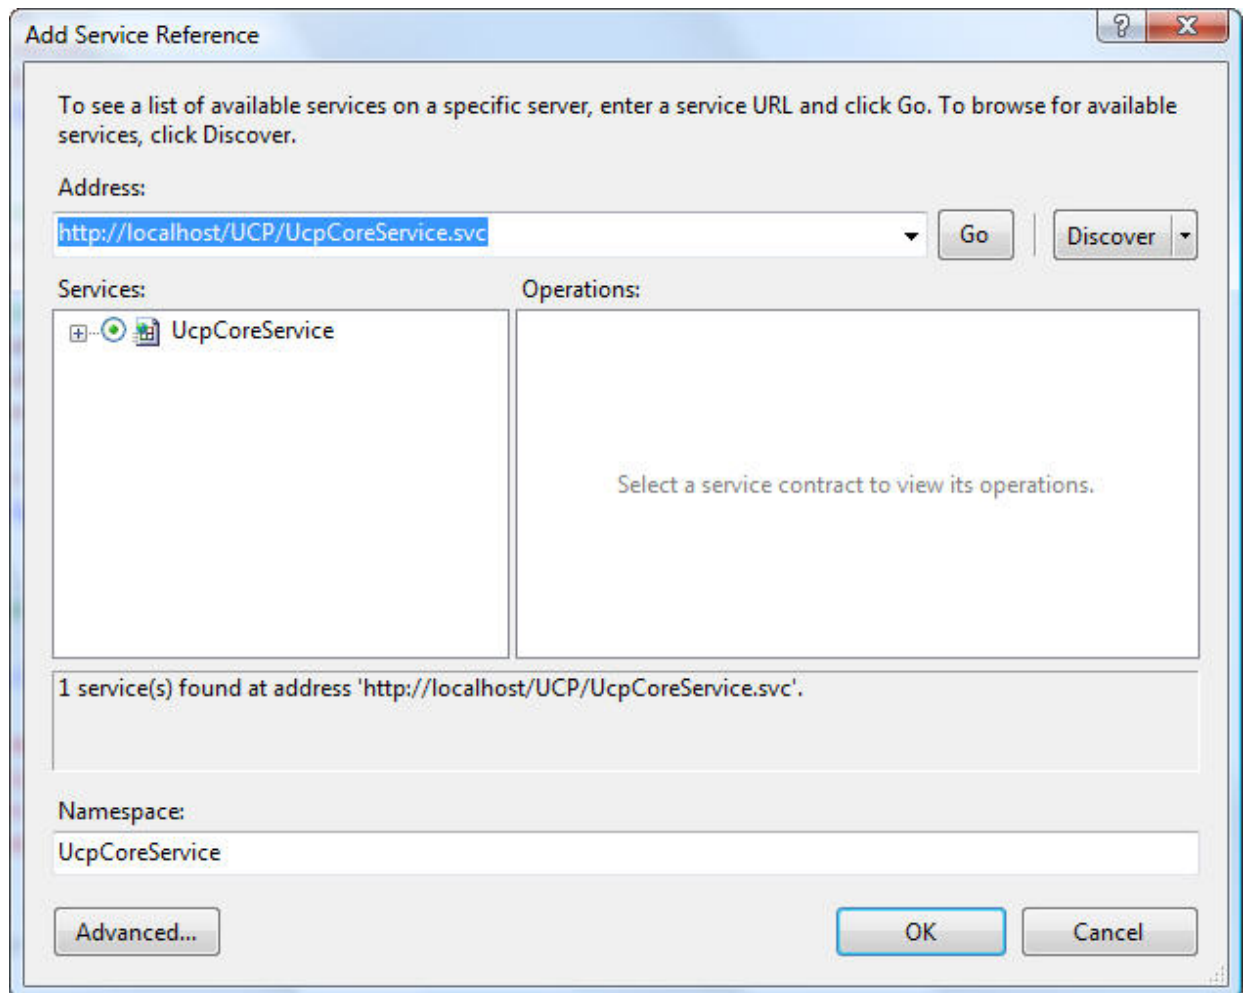 Add Service Reference
To see a list of available services on a specific server, enter a service URL and click Go. To browse for available
services, click Discover.
Address:
http://localhost/UCP/UcpCoreService.svc
Go
Discover
Services:
Operations:
UcpCoreService
Select a service contract to view its operations.
1 service(s) found at address 'http://localhost/UCP/UcpCoreService.svc'.
Namespace:
UcpCoreService
Advanced...
OK
Cancel